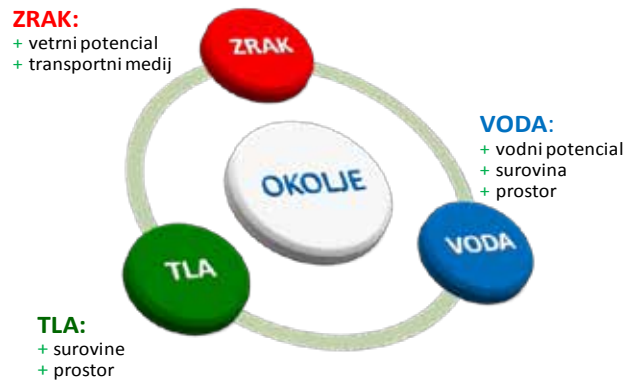 ZRAK:
+ vetrni potencial
+ transportni medij
ZRAK
VODA:
+ vodni potencial
+ surovina
+ prostor
OKOLJE
VODA
TLA
TLA:
+ surovine
+ prostor